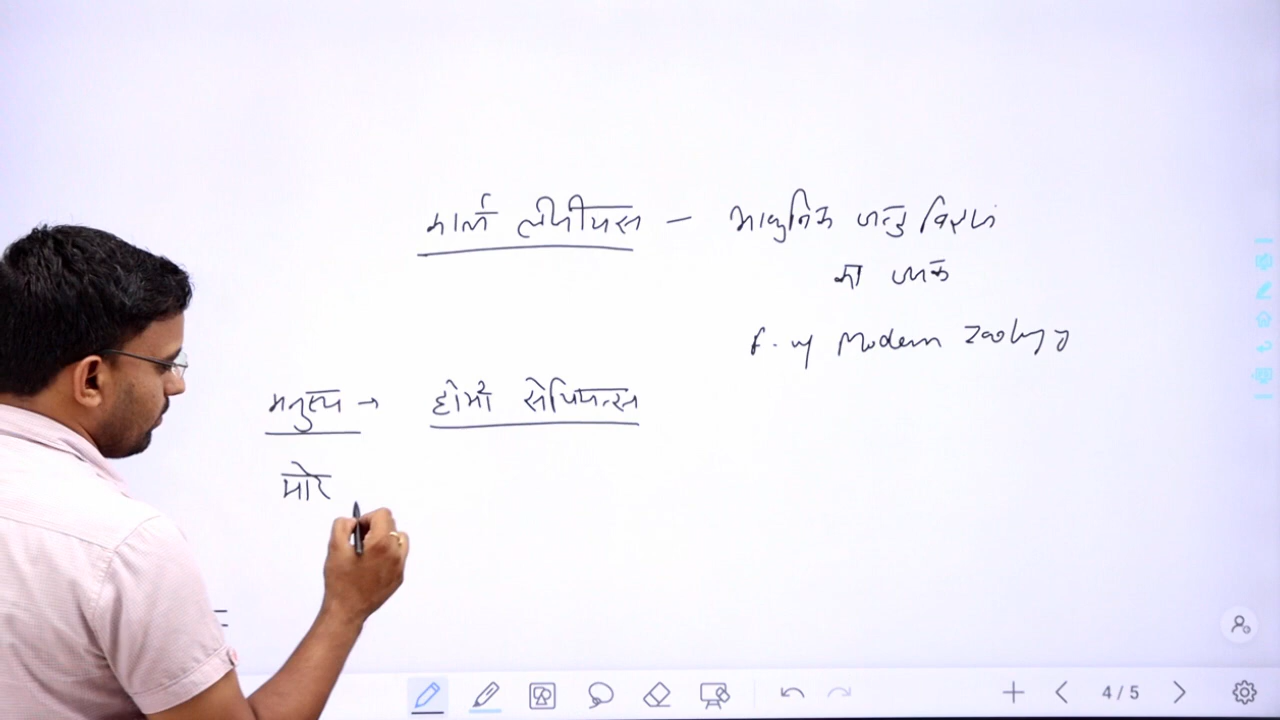 कार्ल लीनीयस - आधुनिक जन्तु विज्ञान
का जनक
f. of Modern Zoology
मनुष्य → होमो सेपियन्स
मोर
4 / 5